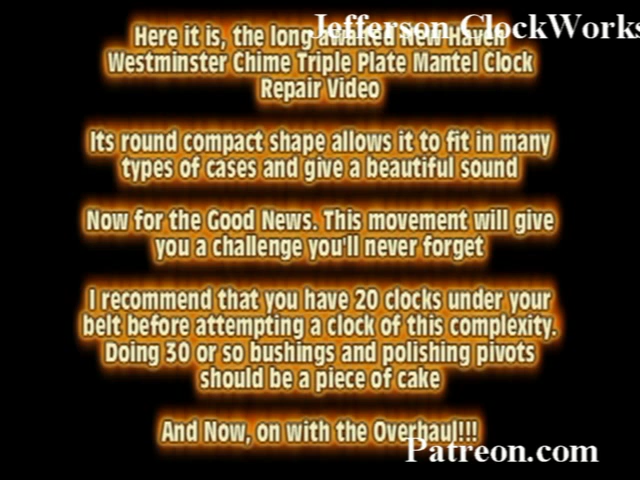 Jefferson ClockWorks
Here it is, the long awaited New Haven
Westminster Chime Triple Plate Mantel Clock
Repair Video
Its round compact shape allows it to fit in many
types of cases and give a beautiful sound
Now for the Good News. This movement will give
you a challenge you'll never forget
I recommend that you have 20 clocks under your
belt before attempting a clock of this complexity.
Doing 30 or so bushings and polishing pivots
should be a piece of cake
And Now, on with the Overhaul!!!
Patreon.com